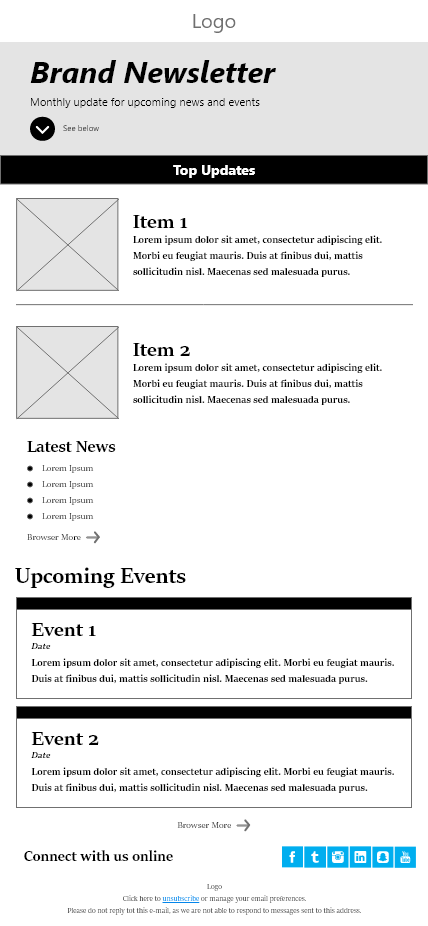 Logo
Brand Newsletter
Monthly update for upcoming news and events
See below
Top Updates
Item 1
Lorem ipsum dolor sit amet, consectetur adipiscing elit.
Morbi eu feugiat mauris. Duis at finibus dui, mattis
sollicitudin nisl. Maecenas sed malesuada purus.
Item 2
Lorem ipsum dolor sit amet, consectetur adipiscing elit.
Morbi eu feugiat mauris. Duis at finibus dui, mattis
sollicitudin nisl. Maecenas sed malesuada purus.
Latest News
Lorem Ipsum
Lorem Ipsum
Lorem Ipsum
Lorem Ipsum
Browser More
Upcoming Events
Event 1
Date
Lorem ipsum dolor sit amet, consectetur adipiscing elit. Morbi eu feugiat mauris.
Duis at finibus dui, mattis sollicitudin nisl. Maecenas sed malesuada purus.
Event 2
Date
Lorem ipsum dolor sit amet, consectetur adipiscing elit. Morbi eu feugiat mauris.
Duis at finibus dui, mattis sollicitudin nisl. Maecenas sed malesuada purus.
Browser More
Connect with us online
Logo
Click here to unsubscribe or manage your email preferences.
Please do not reply tot this e-mail, as we are not able to respond to messages sent to this address.